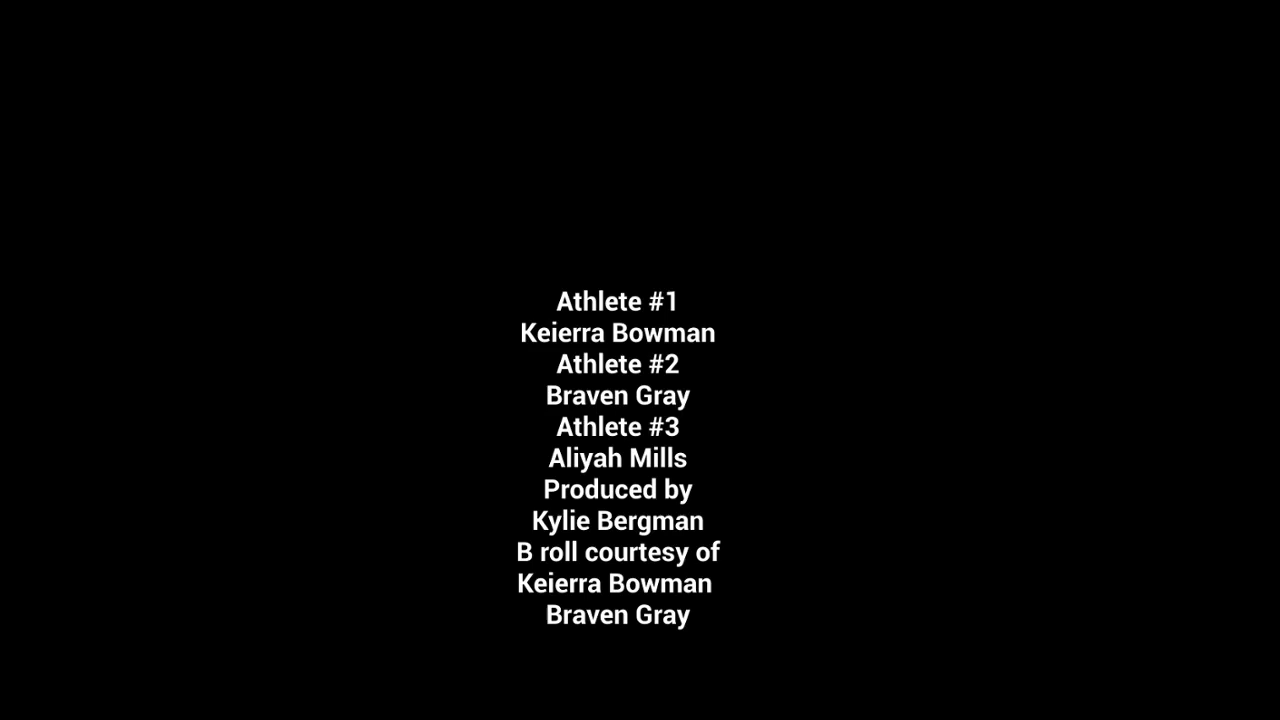 Athlete #1
Keierra Bowman
Athlete #2
Braven Gray
Athlete #3
Aliyah Mills
Produced by
Kylie Bergman
B roll courtesy of
Keierra Bowman
Braven Gray